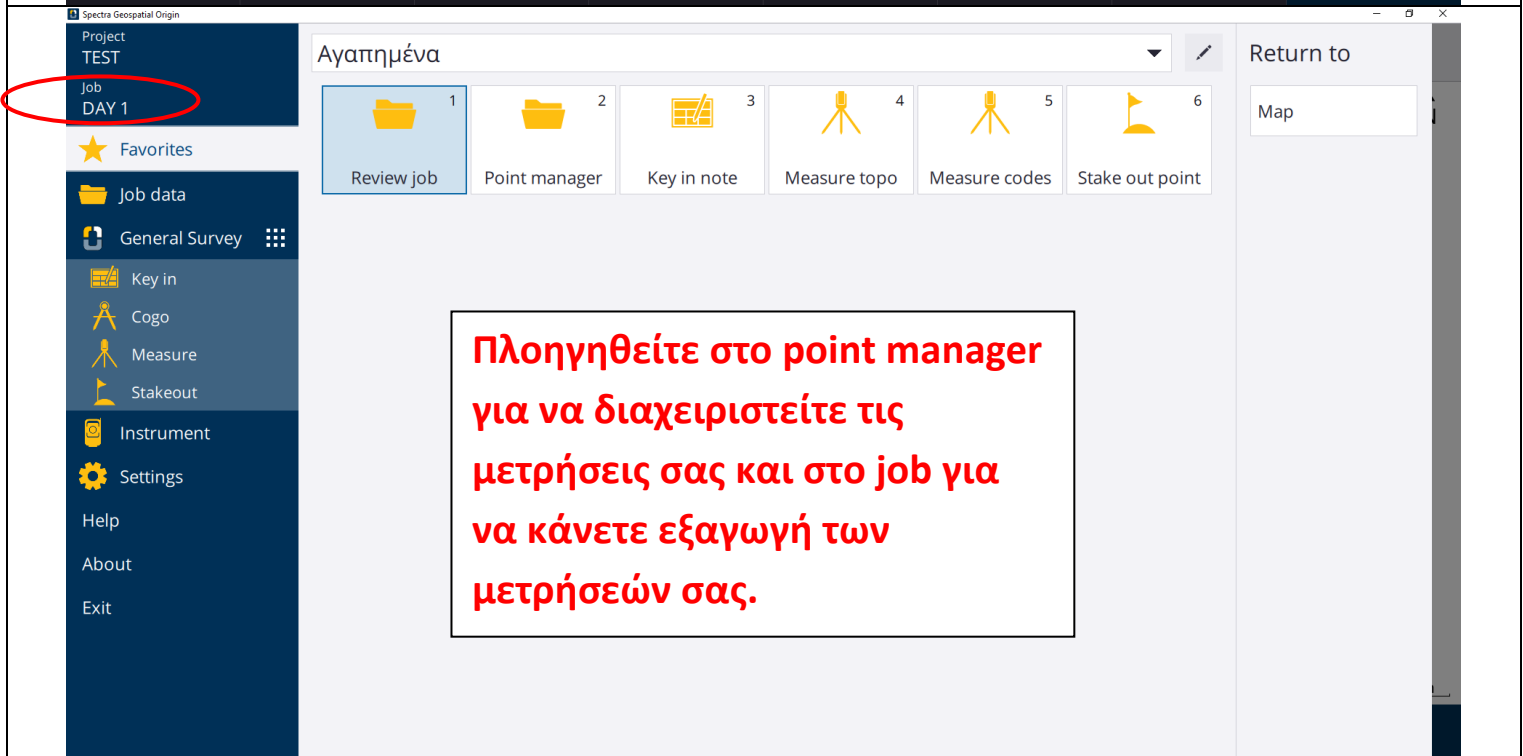 Spectra Geospatial Origin
Project
TEST
Job
DAY 1
Favorites
Job data
General Survey
Key in
Cogo
Measure
Stakeout
Instrument
Settings
Help
About
Exit
Αγαπημένα
1
Review job
2
Point manager
3
Key in note
4
Measure topo
5
Measure codes
6
Stake out point
Return to
Map
Πλοηγηθείτε στο point manager
για να διαχειριστείτε τις
μετρήσεις σας και στο job για
να κάνετε εξαγωγή των
μετρήσεών σας.